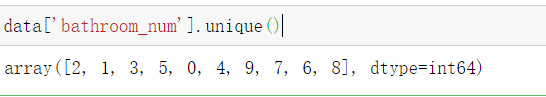 data['bathroom_num'].unique()
array([2, 1, 3, 5, 0, 4, 9, 7, 6, 8], dtype=int64)